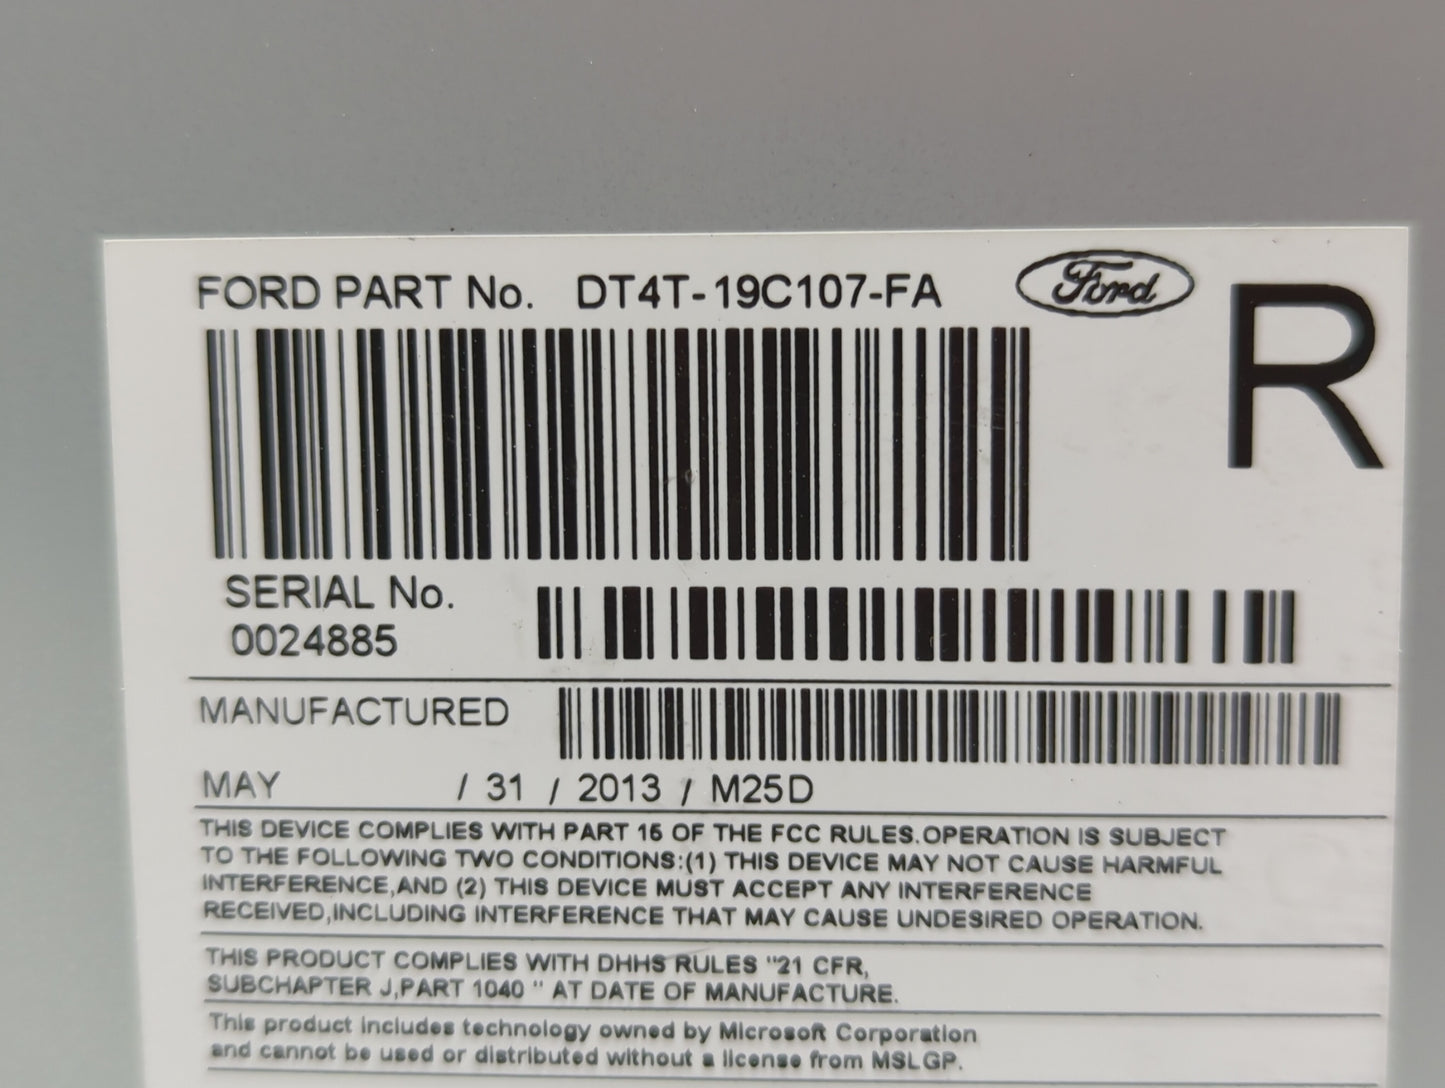 FORD PART No. DT4T-19C107-FA
Ford
R
SERIAL No.
0024885
MANUFACTURED
MAY / 31 / 2013 / M25D
THIS DEVICE COMPLIES WITH PART 15 OF THE FCC RULES.OPERATION IS SUBJECT
TO THE FOLLOWING TWO CONDITIONS:(1) THIS DEVICE MAY NOT CAUSE HARMFUL
INTERFERENCE,AND (2) THIS DEVICE MUST ACCEPT ANY INTERFERENCE
RECEIVED,INCLUDING INTERFERENCE THAT MAY CAUSE UNDESIRED OPERATION.
THIS PRODUCT COMPLIES WITH DHHS RULES "21 CFR,
SUBCHAPTER J,PART 1040 " AT DATE OF MANUFACTURE.
This product includes technology owned by Microsoft Corporation
and cannot be used or distributed without a license from MSLGP.